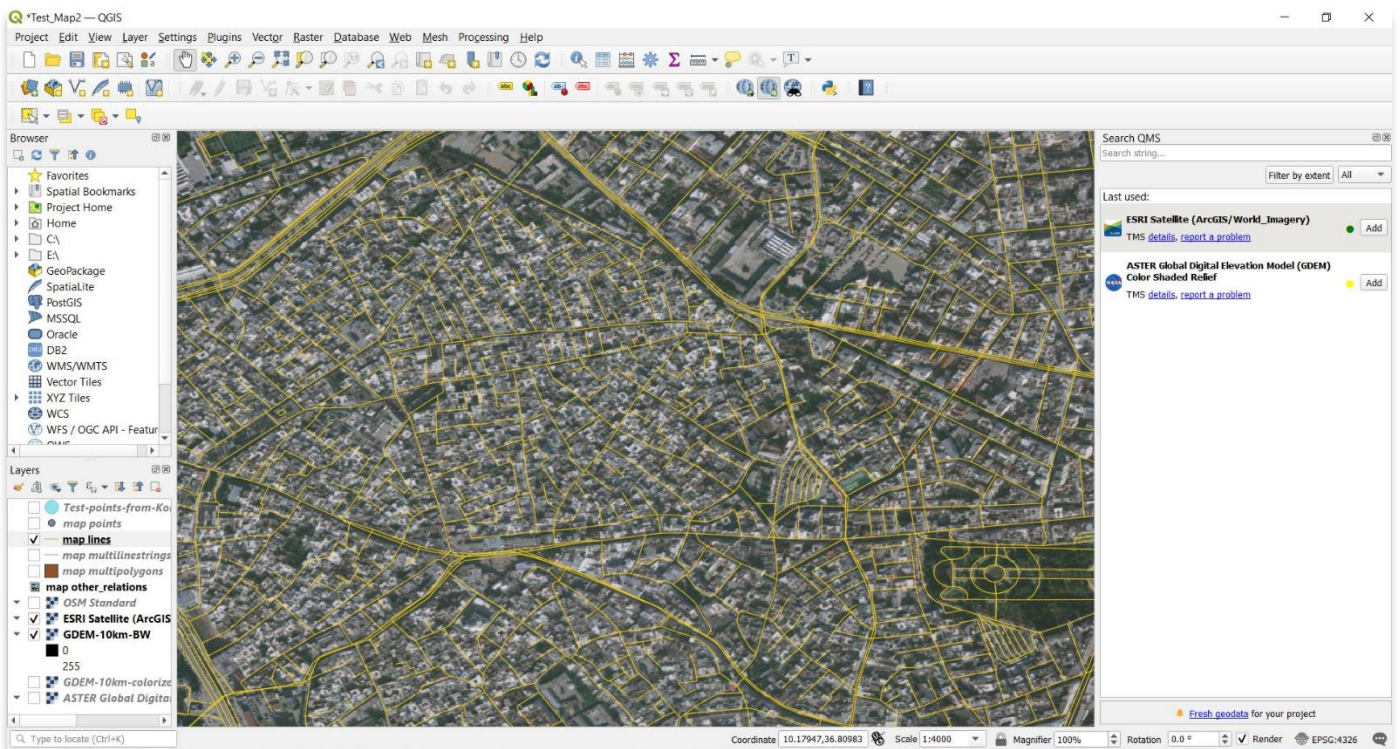 *Test_Map2 — QGIS
Project Edit View Layer Settings Plugins Vector Raster Database Web Mesh Processing Help
Browser
Favorites
Spatial Bookmarks
Project Home
Home
C:\
E:\
GeoPackage
SpatiaLite
PostGIS
MSSQL
Oracle
DB2
WMS/WMTS
Vector Tiles
XYZ Tiles
WCS
WFS / OGC API - Featur
Layers
Test-points-from-Ko
map points
map lines
map multilinestrings
map multipolygons
map other_relations
OSM Standard
ESRI Satellite (ArcGIS
GDEM-10km-BW
0
255
GDEM-10km-colorize
ASTER Global Digita
Search QMS
Search string...
Filter by extent All
Last used:
ESRI Satellite (ArcGIS/World_Imagery)
TMS details, report a problem
Add
ASTER Global Digital Elevation Model (GDEM)
Color Shaded Relief
TMS details, report a problem
Add
Fresh geodata for your project
Type to locate (Ctrl+K)
Coordinate 10.17947,36.80983 Scale 1:4000 Magnifier 100% Rotation 0.0 ° Render EPSG:4326